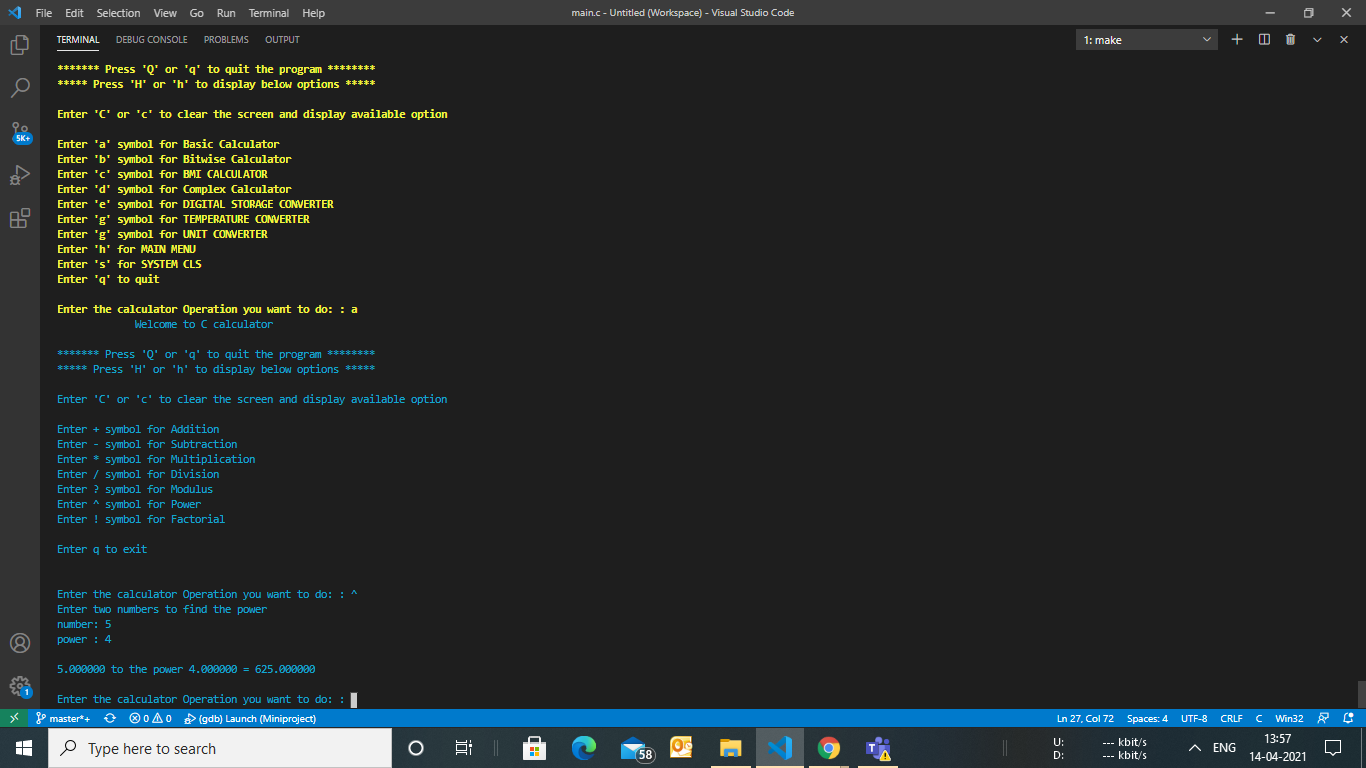 File Edit Selection View Go Run Terminal Help
main.c - Untitled (Workspace) - Visual Studio Code
TERMINAL DEBUG CONSOLE PROBLEMS OUTPUT
1: make
******* Press 'Q' or 'q' to quit the program ********
***** Press 'H' or 'h' to display below options *****
Enter 'C' or 'c' to clear the screen and display available option
Enter 'a' symbol for Basic Calculator
Enter 'b' symbol for Bitwise Calculator
Enter 'c' symbol for BMI CALCULATOR
Enter 'd' symbol for Complex Calculator
Enter 'e' symbol for DIGITAL STORAGE CONVERTER
Enter 'g' symbol for TEMPERATURE CONVERTER
Enter 'g' symbol for UNIT CONVERTER
Enter 'h' for MAIN MENU
Enter 's' for SYSTEM CLS
Enter 'q' to quit
Enter the calculator Operation you want to do: : a
Welcome to C calculator
******* Press 'Q' or 'q' to quit the program ********
***** Press 'H' or 'h' to display below options *****
Enter 'C' or 'c' to clear the screen and display available option
Enter + symbol for Addition
Enter - symbol for Subtraction
Enter * symbol for Multiplication
Enter / symbol for Division
Enter ? symbol for Modulus
Enter ^ symbol for Power
Enter ! symbol for Factorial
Enter q to exit
Enter the calculator Operation you want to do: : ^
Enter two numbers to find the power
number: 5
power : 4
5.000000 to the power 4.000000 = 625.000000
Enter the calculator Operation you want to do: :
5K+
1
master*+ 0 0 (gdb) Launch (Miniproject)
Ln 27, Col 72 Spaces: 4 UTF-8 CRLF C Win32
Type here to search
58
U: --- kbit/s
D: --- kbit/s
ENG
13:57
14-04-2021